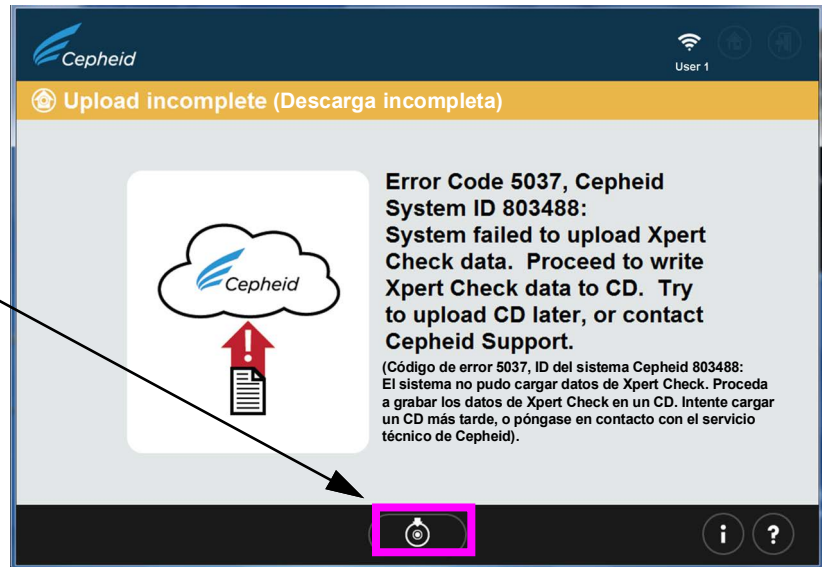 Cepheid
User 1
Upload incomplete (Descarga incompleta)
Error Code 5037, Cepheid
System ID 803488:
System failed to upload Xpert
Check data. Proceed to write
Xpert Check data to CD. Try
to upload CD later, or contact
Cepheid Support.
Cepheid
(Código de error 5037, ID del sistema Cepheid 803488:
El sistema no pudo cargar datos de Xpert Check. Proceda
a grabar los datos de Xpert Check en un CD. Intente cargar
un CD más tarde, o póngase en contacto con el servicio
técnico de Cepheid).
i
?